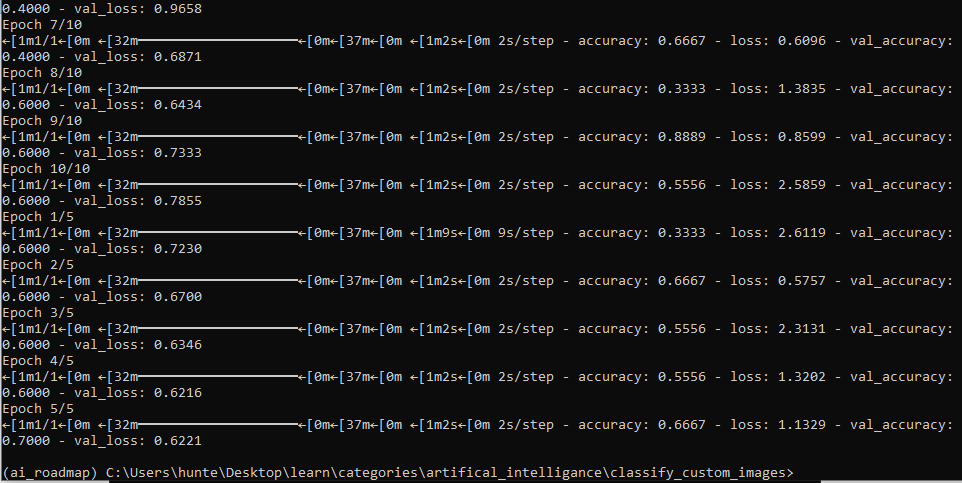 0.4000 - val_loss: 0.9658
Epoch 7/10
←[1m1/1←[0m ←[32m━━━━━━━━━━━━━━━━━━━━←[0m←[37m←[0m ←[1m2s←[0m 2s/step - accuracy: 0.6667 - loss: 0.6096 - val_accuracy:
0.4000 - val_loss: 0.6871
Epoch 8/10
←[1m1/1←[0m ←[32m━━━━━━━━━━━━━━━━━━━━←[0m←[37m←[0m ←[1m2s←[0m 2s/step - accuracy: 0.3333 - loss: 1.3835 - val_accuracy:
0.6000 - val_loss: 0.6434
Epoch 9/10
←[1m1/1←[0m ←[32m━━━━━━━━━━━━━━━━━━━━←[0m←[37m←[0m ←[1m2s←[0m 2s/step - accuracy: 0.8889 - loss: 0.8599 - val_accuracy:
0.6000 - val_loss: 0.7333
Epoch 10/10
←[1m1/1←[0m ←[32m━━━━━━━━━━━━━━━━━━━━←[0m←[37m←[0m ←[1m2s←[0m 2s/step - accuracy: 0.5556 - loss: 2.5859 - val_accuracy:
0.6000 - val_loss: 0.7855
Epoch 1/5
←[1m1/1←[0m ←[32m━━━━━━━━━━━━━━━━━━━━←[0m←[37m←[0m ←[1m9s←[0m 9s/step - accuracy: 0.3333 - loss: 2.6119 - val_accuracy:
0.6000 - val_loss: 0.7230
Epoch 2/5
←[1m1/1←[0m ←[32m━━━━━━━━━━━━━━━━━━━━←[0m←[37m←[0m ←[1m2s←[0m 2s/step - accuracy: 0.6667 - loss: 0.5757 - val_accuracy:
0.6000 - val_loss: 0.6700
Epoch 3/5
←[1m1/1←[0m ←[32m━━━━━━━━━━━━━━━━━━━━←[0m←[37m←[0m ←[1m2s←[0m 2s/step - accuracy: 0.5556 - loss: 2.3131 - val_accuracy:
0.6000 - val_loss: 0.6346
Epoch 4/5
←[1m1/1←[0m ←[32m━━━━━━━━━━━━━━━━━━━━←[0m←[37m←[0m ←[1m2s←[0m 2s/step - accuracy: 0.5556 - loss: 1.3202 - val_accuracy:
0.6000 - val_loss: 0.6216
Epoch 5/5
←[1m1/1←[0m ←[32m━━━━━━━━━━━━━━━━━━━━←[0m←[37m←[0m ←[1m2s←[0m 2s/step - accuracy: 0.6667 - loss: 1.1329 - val_accuracy:
0.7000 - val_loss: 0.6221
(ai_roadmap) C:\Users\hunte\Desktop\learn\categories\artifical_intelligance\classify_custom_images>